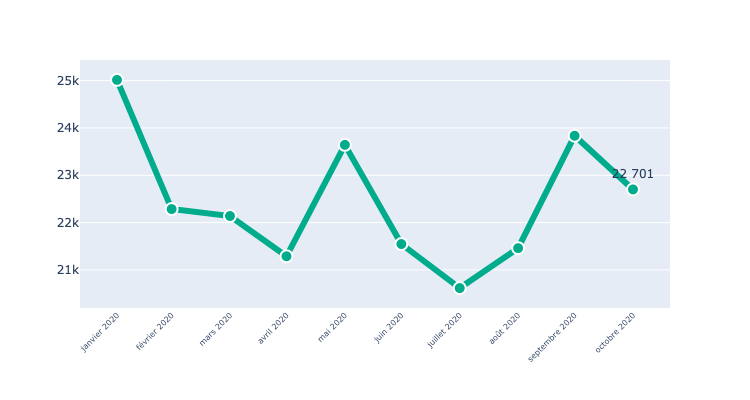 25k
24k
23k
22k
21k
22 701
janvier 2020
février 2020
mars 2020
avril 2020
mai 2020
juin 2020
juillet 2020
août 2020
septembre 2020
octobre 2020